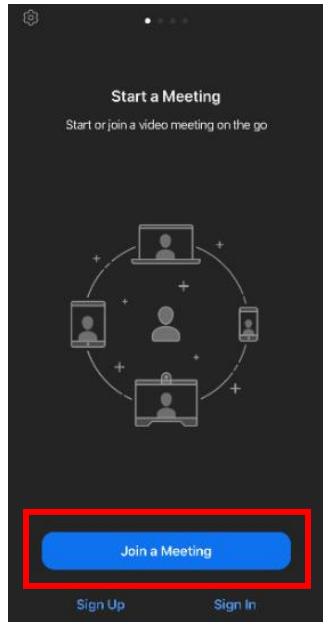 Start a Meeting
Start or join a video meeting on the go
Join a Meeting
Sign Up Sign In